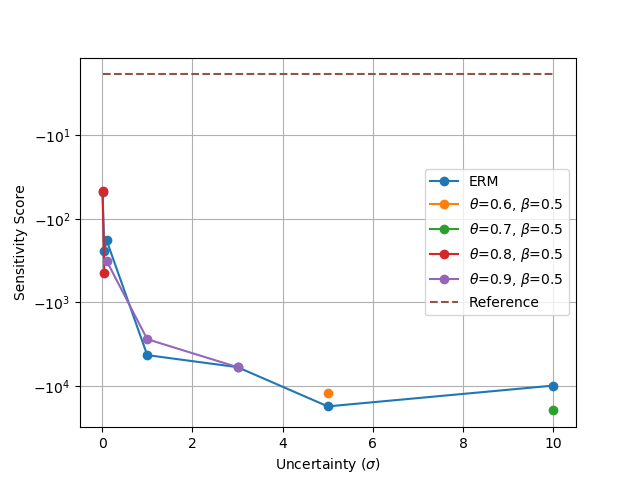 Sensitivity Score
−10¹
−10²
−10³
−10⁴
ERM
θ=0.6, β=0.5
θ=0.7, β=0.5
θ=0.8, β=0.5
θ=0.9, β=0.5
Reference
0 2 4 6 8 10
Uncertainty (σ)